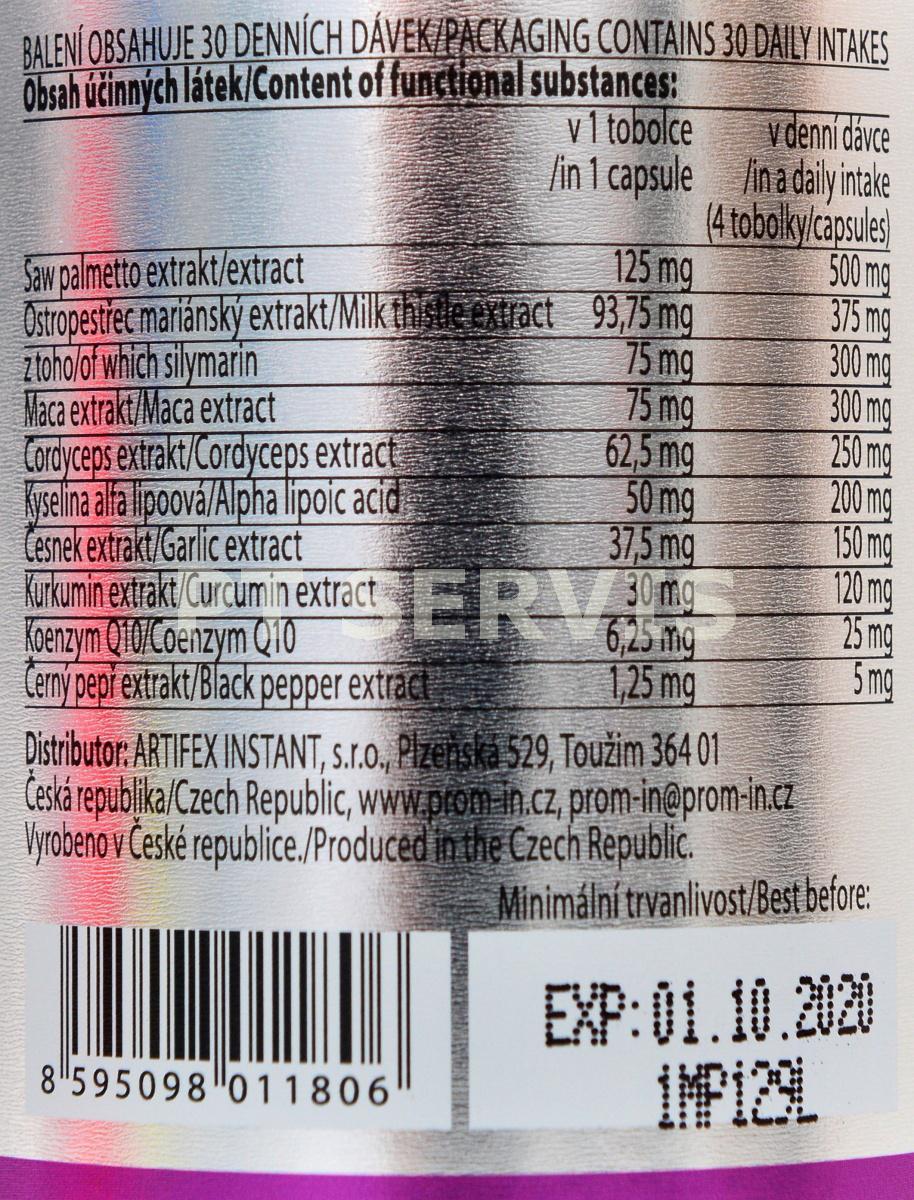 BALENÍ OBSAHUJE 30 DENNÍCH DÁVEK/PACKAGING CONTAINS 30 DAILY INTAKES
Obsah účinných látek/Content of functional substances:
v 1 tobolce v denní dávce
/in 1 capsule /in a daily intake
(4 tobolky/capsules)
Saw palmetto extrakt/extract 125 mg 500 mg
Ostropestřec mariánský extrakt/Milk thistle extract 93,75 mg 375 mg
z toho/of which silymarin 75 mg 300 mg
Maca extrakt/Maca extract 75 mg 300 mg
Cordyceps extrakt/Cordyceps extract 62,5 mg 250 mg
Kyselina alfa lipoová/Alpha lipoic acid 50 mg 200 mg
Česnek extrakt/Garlic extract 37,5 mg 150 mg
Kurkumin extrakt/Curcumin extract 30 mg 120 mg
PT SERVIS
Koenzym Q10/Coenzym Q10 6,25 mg 25 mg
Černý pepř extrakt/Black pepper extract 1,25 mg 5 mg
Distributor: ARTIFEX INSTANT, s.r.o., Plzeňská 529, Toužim 364 01
Česká republika/Czech Republic, www.prom-in.cz, prom-in@prom-in.cz
Vyrobeno v České republice./Produced in the Czech Republic.
Minimální trvanlivost/Best before:
EXP:01.10.2020
1MP129L
8 595098 011806